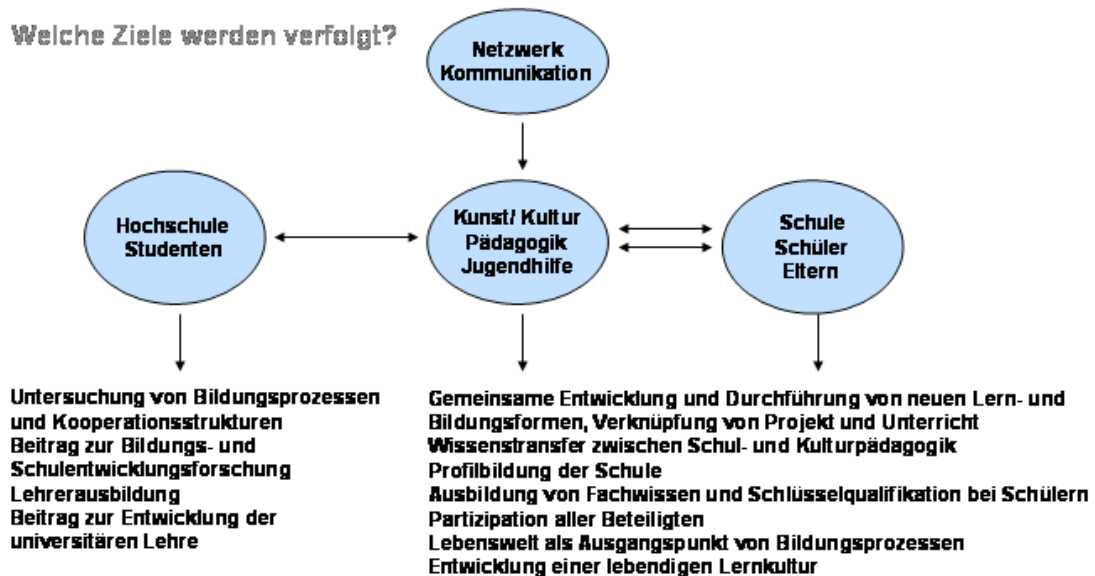 Welche Ziele werden verfolgt?
Netzwerk
Kommunikation
Hochschule
Studenten
Kunst/ Kultur
Pädagogik
Jugendhilfe
Schule
Schüler
Eltern
Untersuchung von Bildungsprozessen
und Kooperationsstrukturen
Beitrag zur Bildungs- und
Schulentwicklungsforschung
Lehrerausbildung
Beitrag zur Entwicklung der
universitären Lehre
Gemeinsame Entwicklung und Durchführung von neuen Lern- und
Bildungsformen, Verknüpfung von Projekt und Unterricht
Wissenstransfer zwischen Schul- und Kulturpädagogik
Profilbildung der Schule
Ausbildung von Fachwissen und Schlüsselqualifikation bei Schülern
Partizipation aller Beteiligten
Lebenswelt als Ausgangspunkt von Bildungsprozessen
Entwicklung einer lebendigen Lernkultur